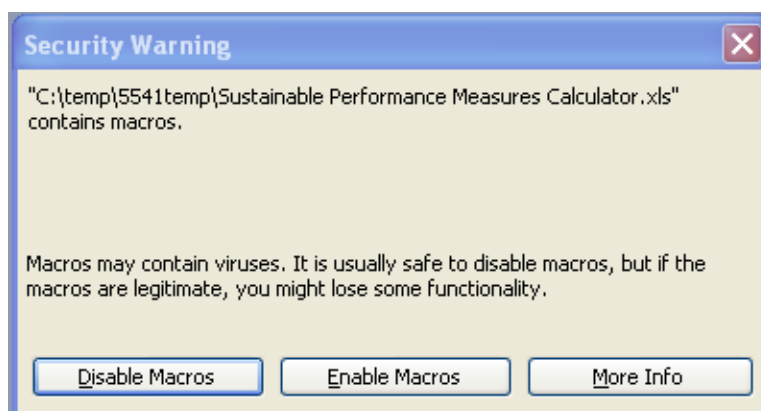 Security Warning
"C:\temp\5541temp\Sustainable Performance Measures Calculator.xls"
contains macros.
Macros may contain viruses. It is usually safe to disable macros, but if the
macros are legitimate, you might lose some functionality.
Disable Macros Enable Macros More Info